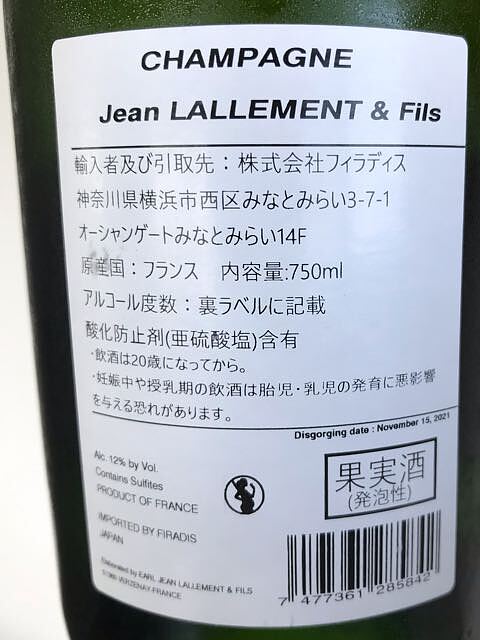 CHAMPAGNE
Jean LALLEMENT & Fils
輸入者及び引取先：株式会社フィラディス
神奈川県横浜市西区みなとみらい3-7-1
オーシャンゲートみなとみらい14F
原産国：フランス　内容量:750ml
アルコール度数：裏ラベルに記載
酸化防止剤(亜硫酸塩)含有
・飲酒は20歳になってから。
・妊娠中や授乳期の飲酒は胎児・乳児の発育に悪影響
を与える恐れがあります。
Disgorging date : November 15, 2021
Alc. 12% by Vol.
Contains Sulfites
PRODUCT OF FRANCE
IMPORTED BY FIRADIS
JAPAN
Elaborated by EARL JEAN LALLEMENT & FILS
51360 VERZENAY-FRANCE
果実酒
(発泡性)
7 477361 285842